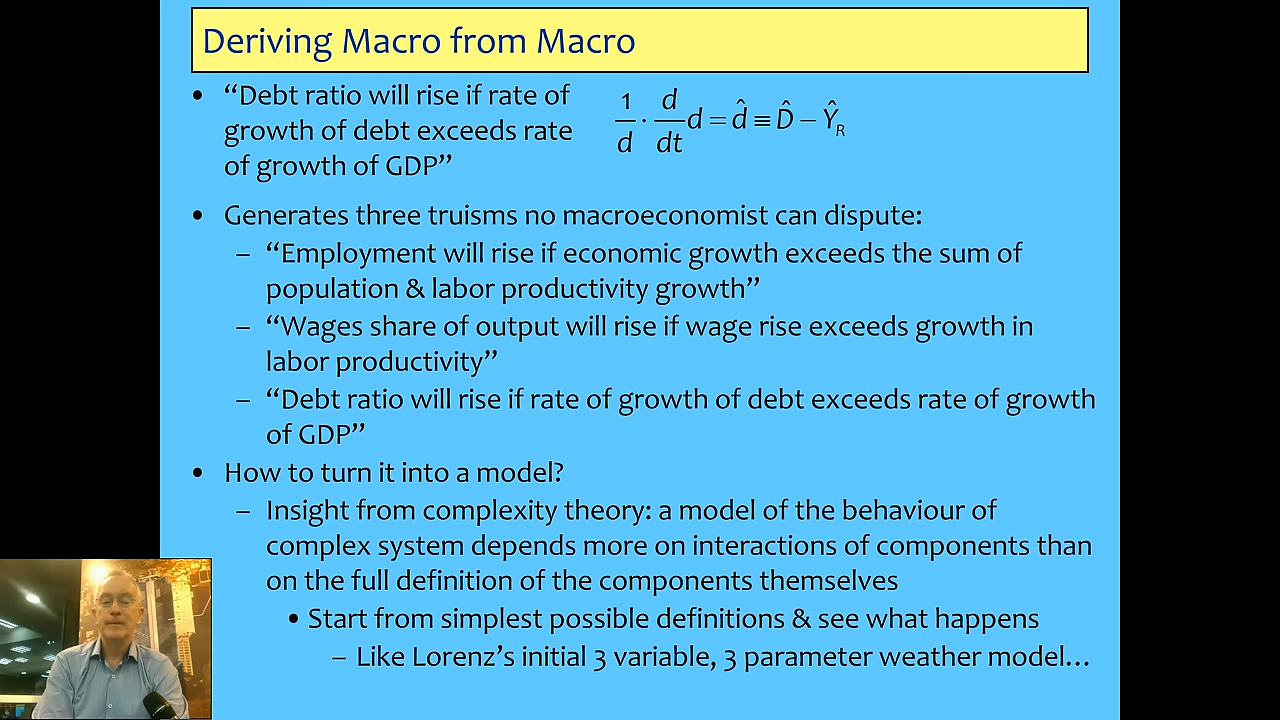 Deriving Macro from Macro
• “Debt ratio will rise if rate of
growth of debt exceeds rate
of growth of GDP”
1/d · d/dt d = d̂ ≡ D̂ − Ŷ_R
• Generates three truisms no macroeconomist can dispute:
– “Employment will rise if economic growth exceeds the sum of
population & labor productivity growth”
– “Wages share of output will rise if wage rise exceeds growth in
labor productivity”
– “Debt ratio will rise if rate of growth of debt exceeds rate of growth
of GDP”
• How to turn it into a model?
– Insight from complexity theory: a model of the behaviour of
complex system depends more on interactions of components than
on the full definition of the components themselves
• Start from simplest possible definitions & see what happens
– Like Lorenz’s initial 3 variable, 3 parameter weather model…